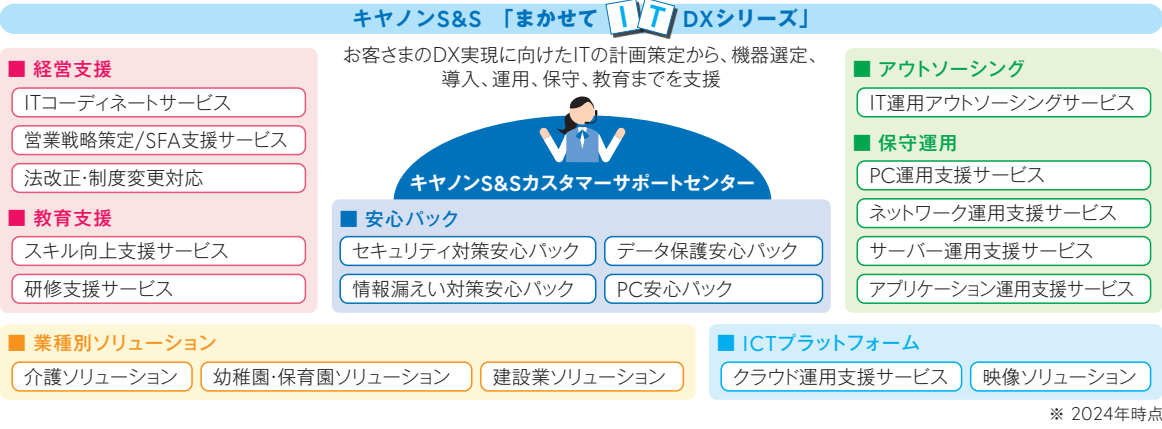 キヤノンS&S 「まかせて IT DXシリーズ」
お客さまのDX実現に向けたITの計画策定から、機器選定、
導入、運用、保守、教育までを支援
キヤノンS&Sカスタマーサポートセンター
■ 経営支援
ITコーディネートサービス
営業戦略策定/SFA支援サービス
法改正・制度変更対応
■ 教育支援
スキル向上支援サービス
研修支援サービス
■ 安心パック
セキュリティ対策安心パック データ保護安心パック
情報漏えい対策安心パック PC安心パック
■ アウトソーシング
IT運用アウトソーシングサービス
■ 保守運用
PC運用支援サービス
ネットワーク運用支援サービス
サーバー運用支援サービス
アプリケーション運用支援サービス
■ 業種別ソリューション
介護ソリューション 幼稚園・保育園ソリューション 建設業ソリューション
■ ICTプラットフォーム
クラウド運用支援サービス 映像ソリューション
※ 2024年時点